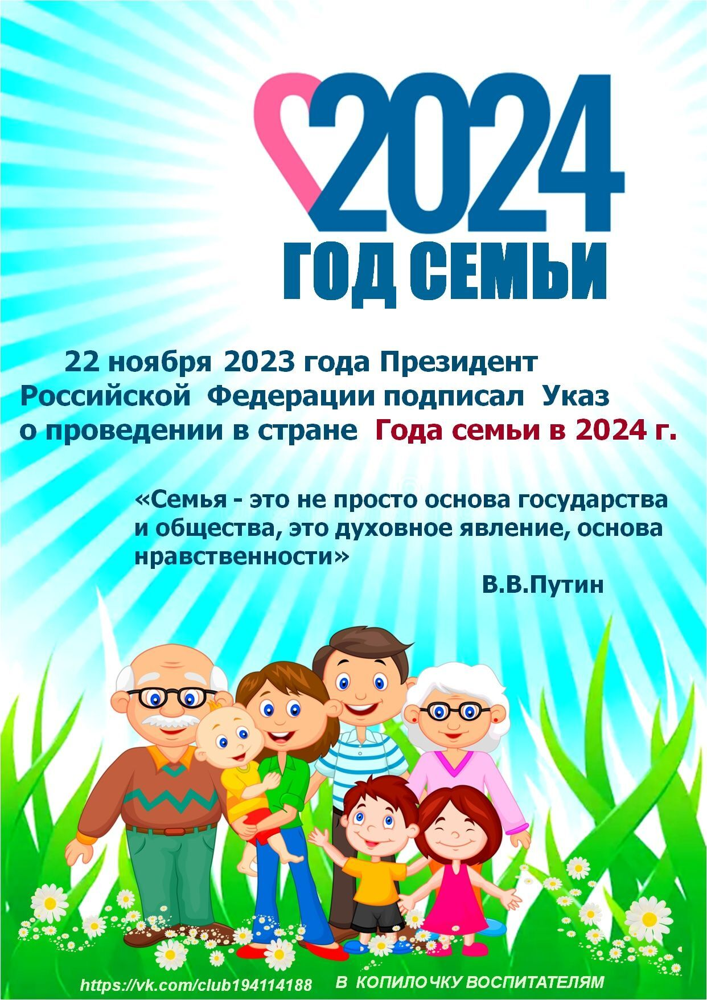 2024
ГОД СЕМЬИ
22 ноября 2023 года Президент
Российской Федерации подписал Указ
о проведении в стране Года семьи в 2024 г.
«Семья - это не просто основа государства
и общества, это духовное явление, основа
нравственности»
В.В.Путин
https://vk.com/club194114188 В КОПИЛОЧКУ ВОСПИТАТЕЛЯМ